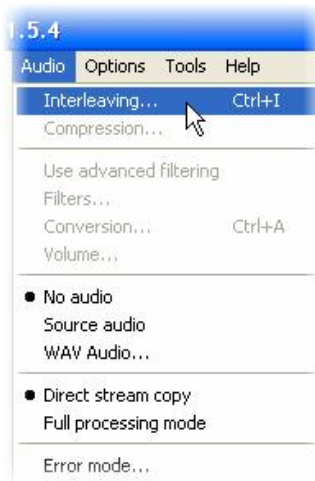 1.5.4
Audio Options Tools Help
Interleaving... Ctrl+I
Compression...
Use advanced filtering
Filters...
Conversion... Ctrl+A
Volume...
No audio
Source audio
WAV Audio...
Direct stream copy
Full processing mode
Error mode...